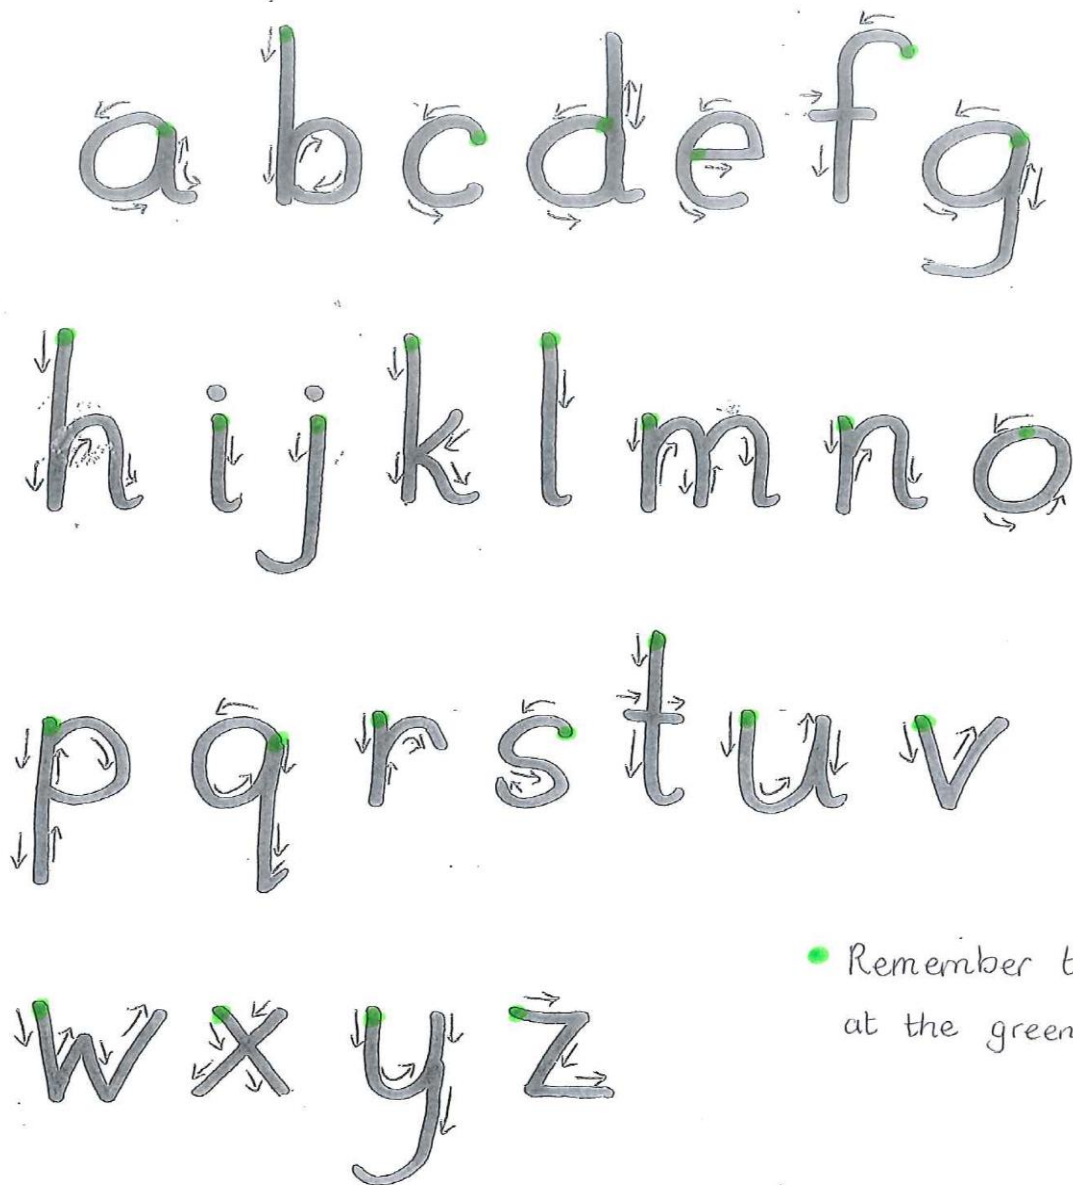 a b c d e f g
h i j k l m n o
p q r s t u v
w x y z
Remember t
at the green